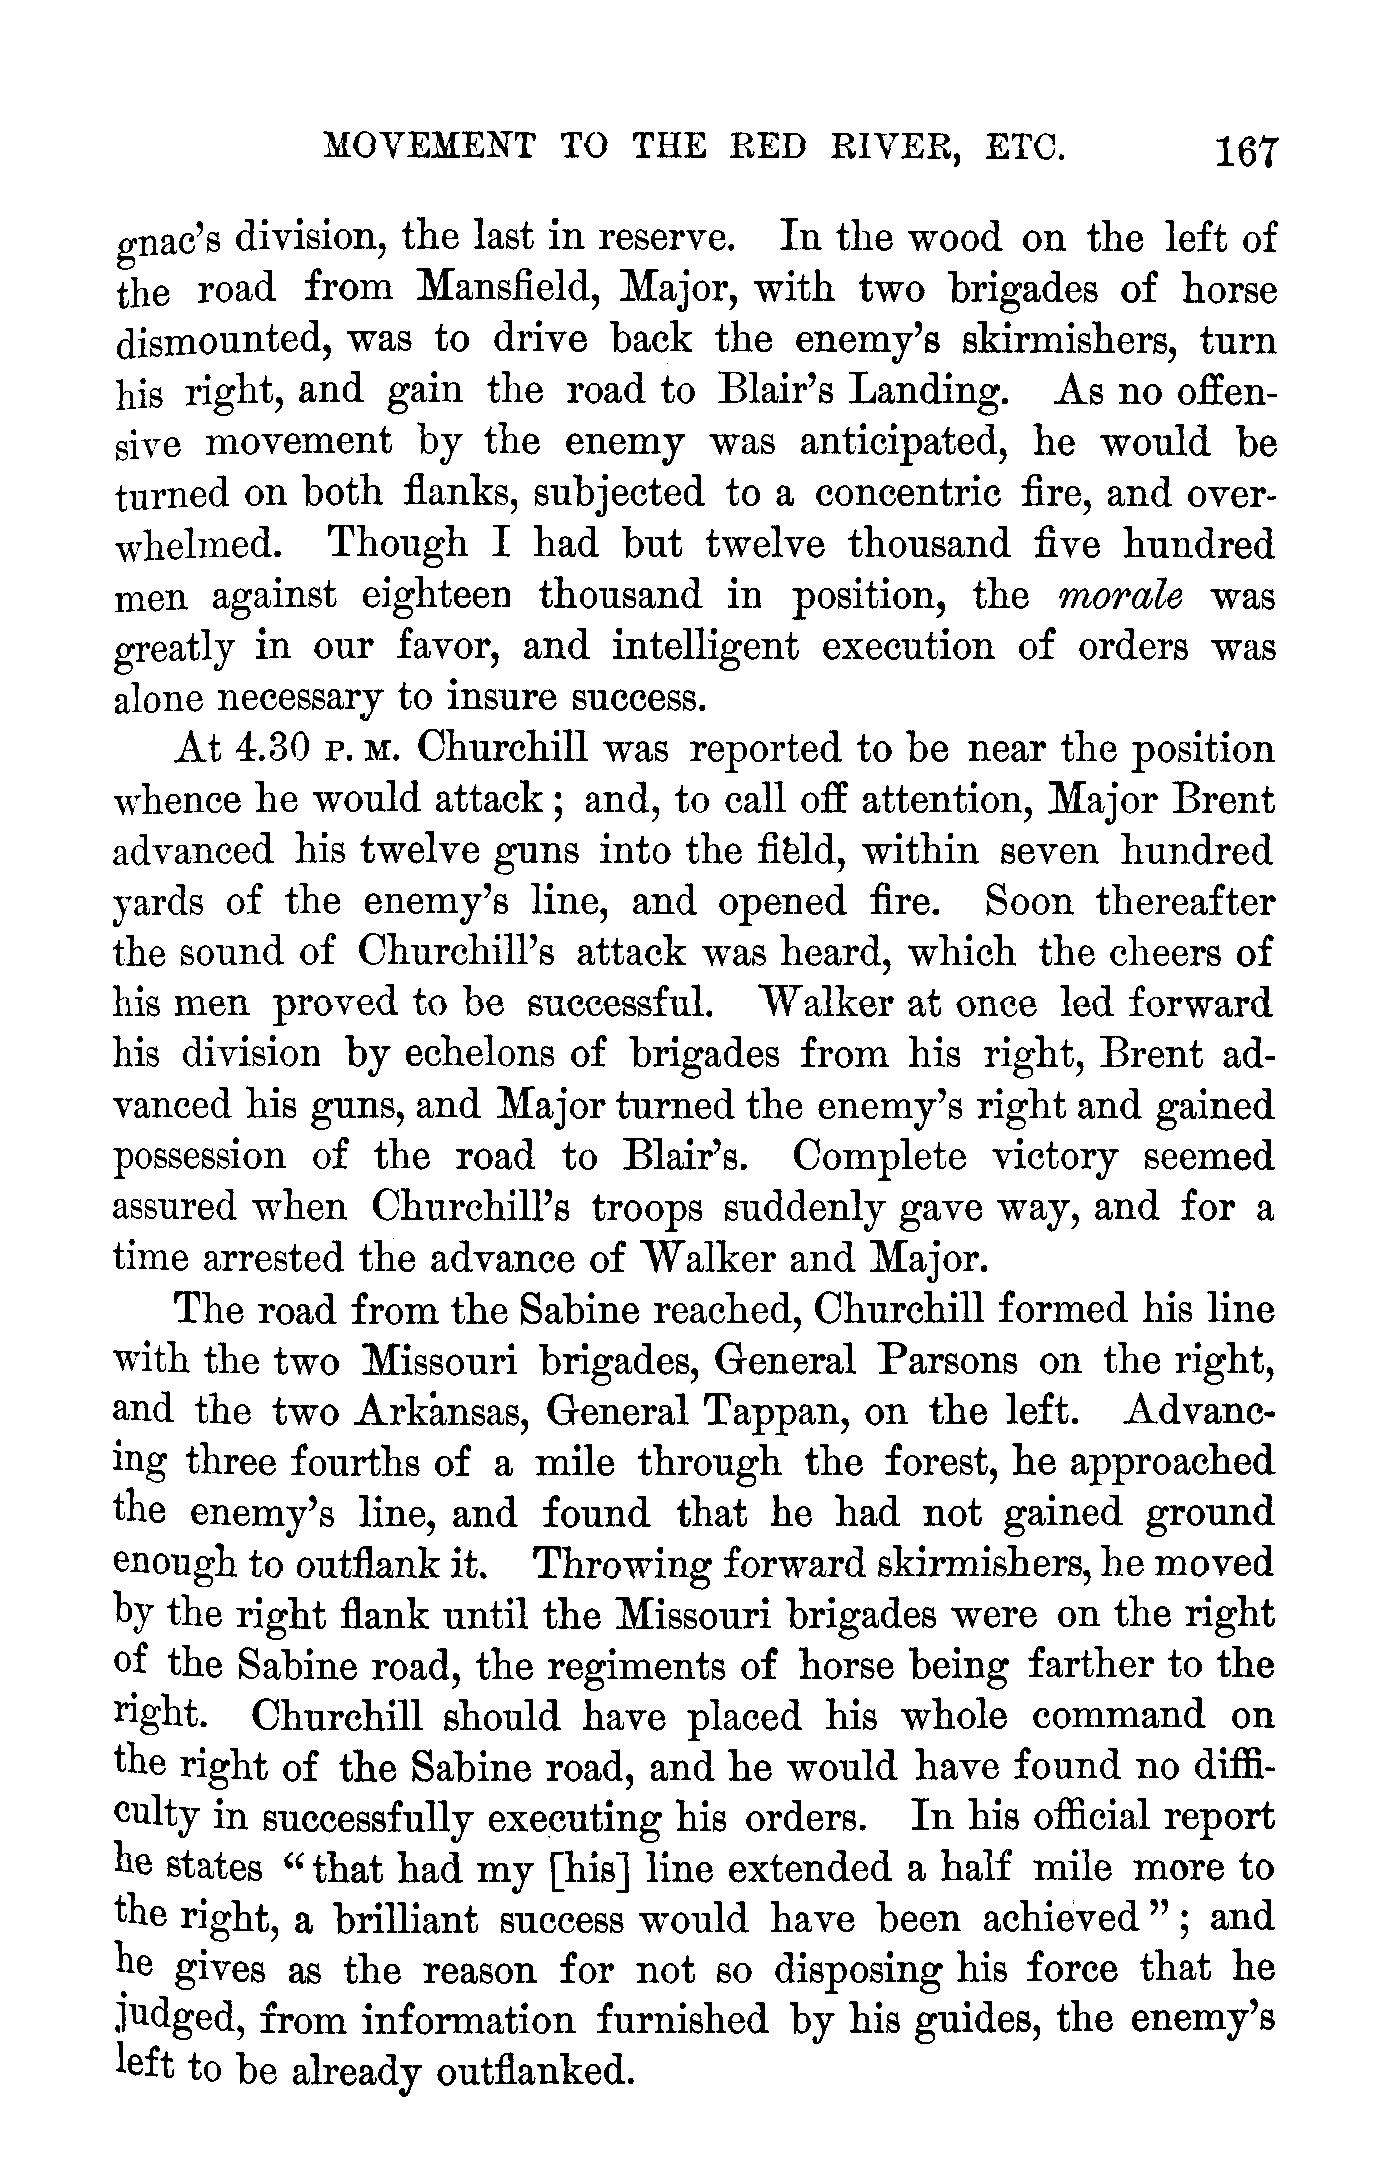 MOVEMENT TO THE RED RIVER, ETC. 167
gnac's division, the last in reserve. In the wood on the left of
the road from Mansfield, Major, with two brigades of horse
dismounted, was to drive back the enemy's skirmishers, turn
his right, and gain the road to Blair's Landing. As no offen-
sive movement by the enemy was anticipated, he would be
turned on both flanks, subjected to a concentric fire, and over-
whelmed. Though I had but twelve thousand five hundred
men against eighteen thousand in position, the morale was
greatly in our favor, and intelligent execution of orders was
alone necessary to insure success.
At 4.30 P. M. Churchill was reported to be near the position
whence he would attack; and, to call off attention, Major Brent
advanced his twelve guns into the field, within seven hundred
yards of the enemy's line, and opened fire. Soon thereafter
the sound of Churchill's attack was heard, which the cheers of
his men proved to be successful. Walker at once led forward
his division by echelons of brigades from his right, Brent ad-
vanced his guns, and Major turned the enemy's right and gained
possession of the road to Blair's. Complete victory seemed
assured when Churchill's troops suddenly gave way, and for a
time arrested the advance of Walker and Major.
The road from the Sabine reached, Churchill formed his line
with the two Missouri brigades, General Parsons on the right,
and the two Arkansas, General Tappan, on the left. Advanc-
ing three fourths of a mile through the forest, he approached
the enemy's line, and found that he had not gained ground
enough to outflank it. Throwing forward skirmishers, he moved
by the right flank until the Missouri brigades were on the right
of the Sabine road, the regiments of horse being farther to the
right. Churchill should have placed his whole command on
the right of the Sabine road, and he would have found no diffi-
culty in successfully executing his orders. In his official report
he states "that had my [his] line extended a half mile more to
the right, a brilliant success would have been achieved"; and
he gives as the reason for not so disposing his force that he
judged, from information furnished by his guides, the enemy's
left to be already outflanked.